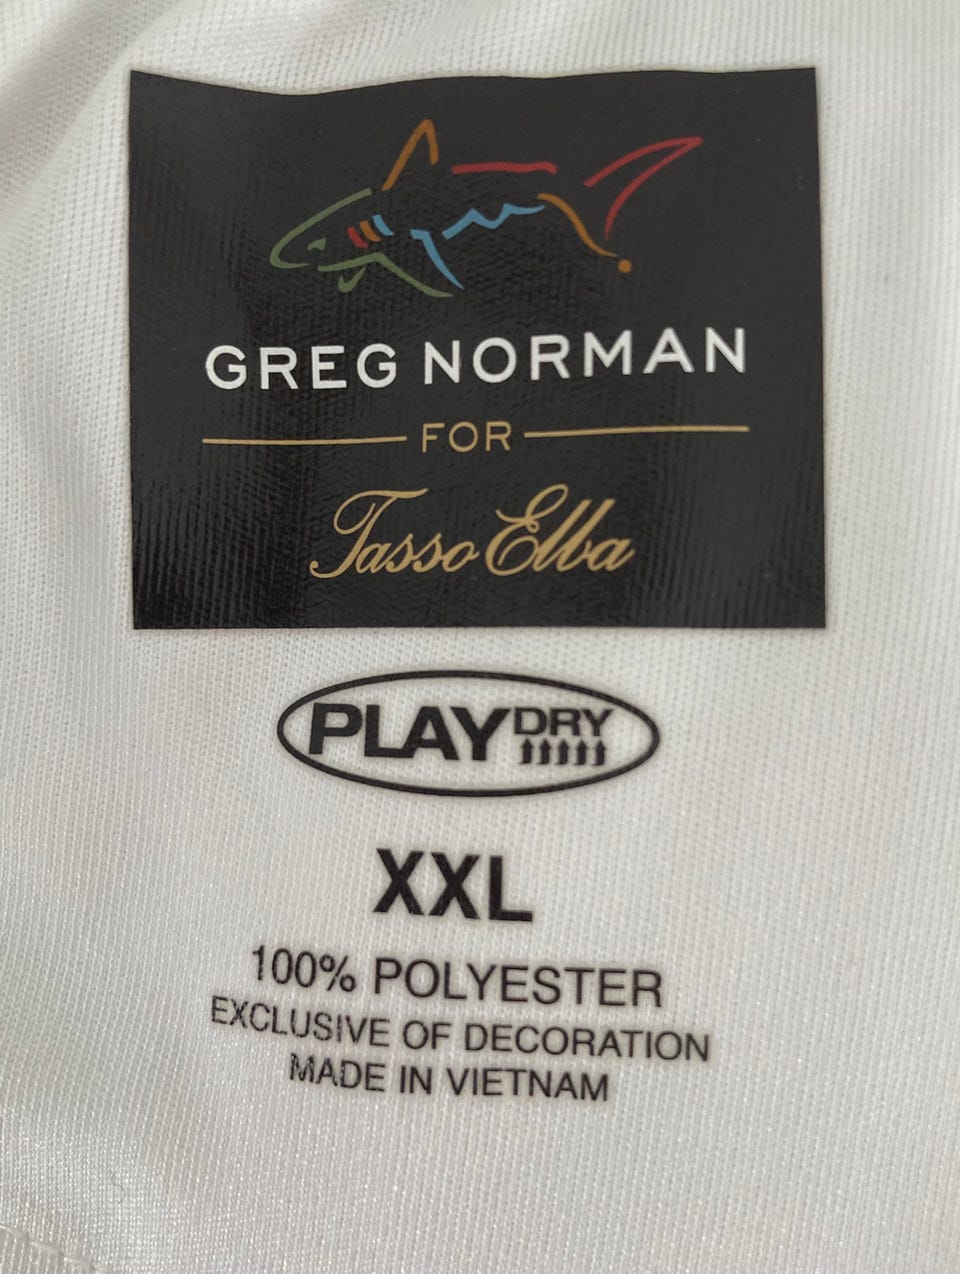 GREG NORMAN
FOR
Tasso Elba
PLAY DRY
XXL
100% POLYESTER
EXCLUSIVE OF DECORATION
MADE IN VIETNAM